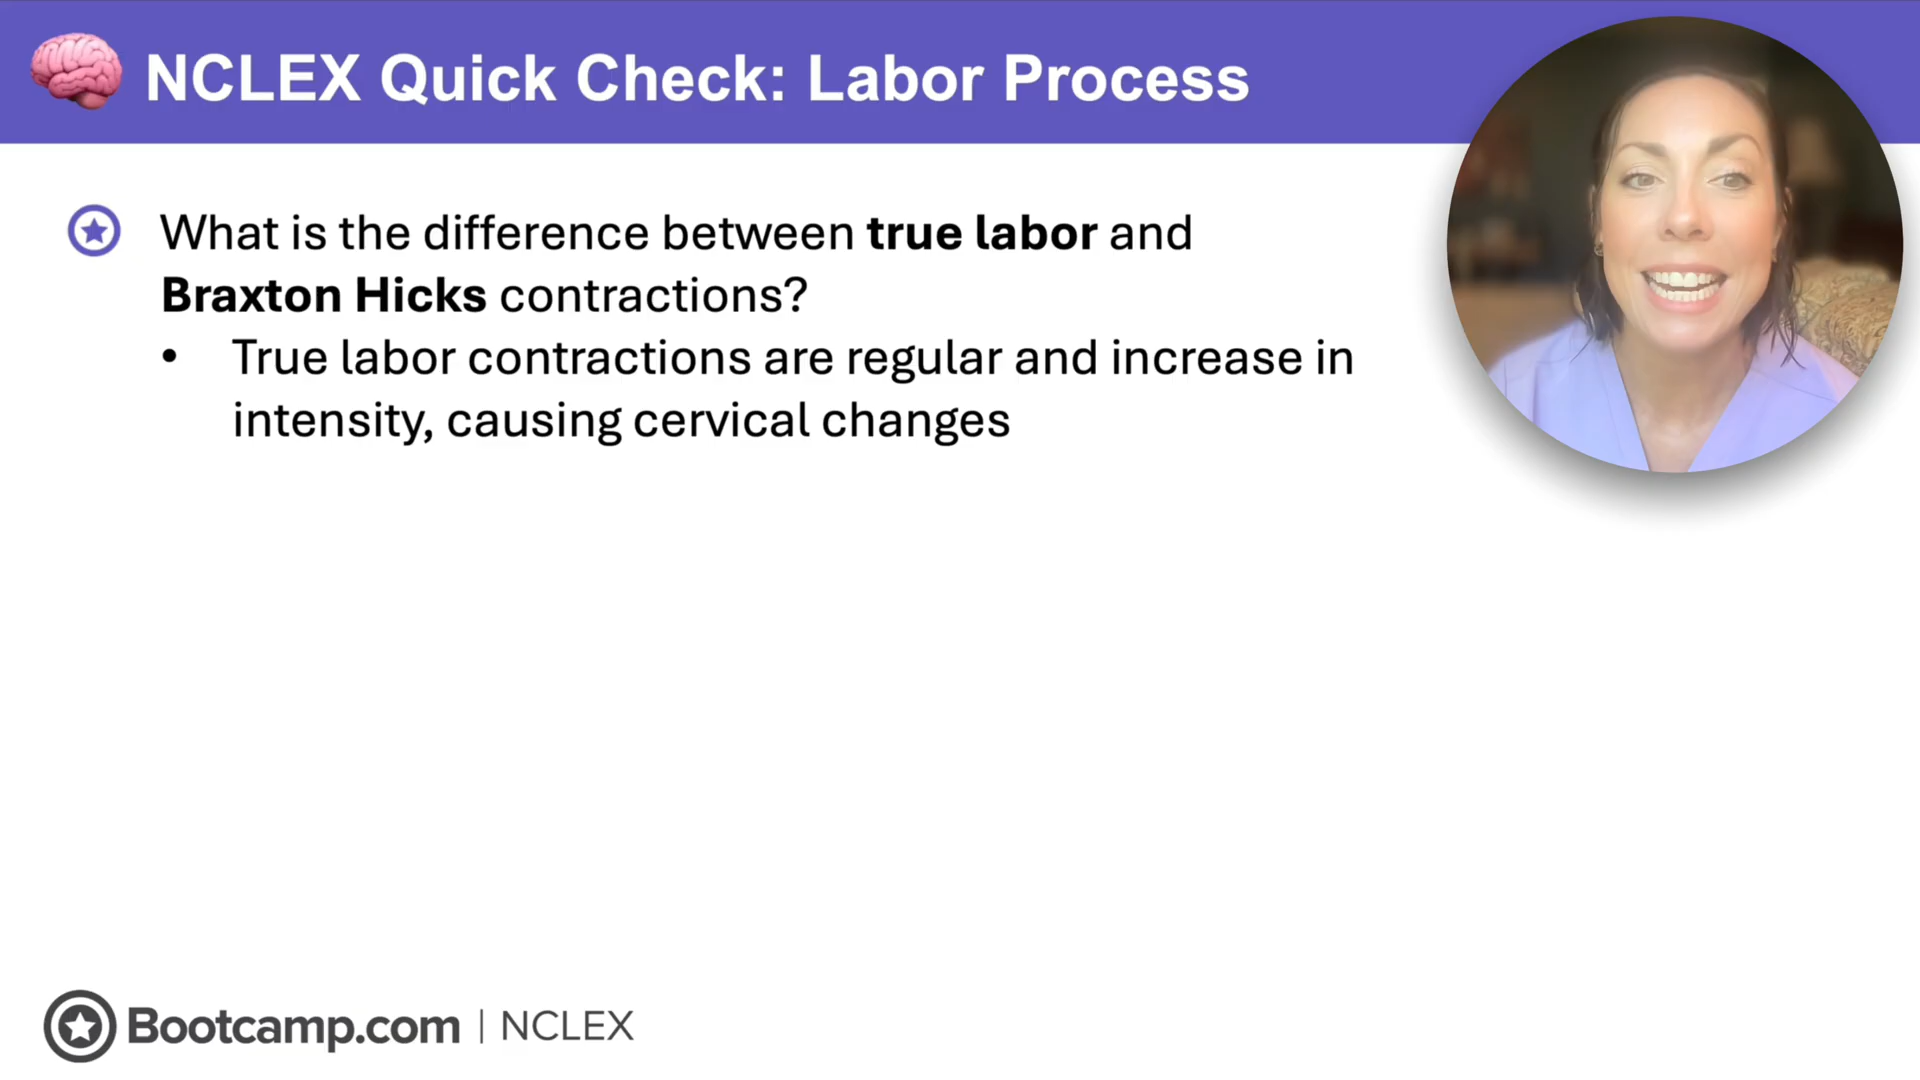 NCLEX Quick Check: Labor Process
What is the difference between true labor and
Braxton Hicks contractions?
• True labor contractions are regular and increase in
intensity, causing cervical changes
Bootcamp.com | NCLEX